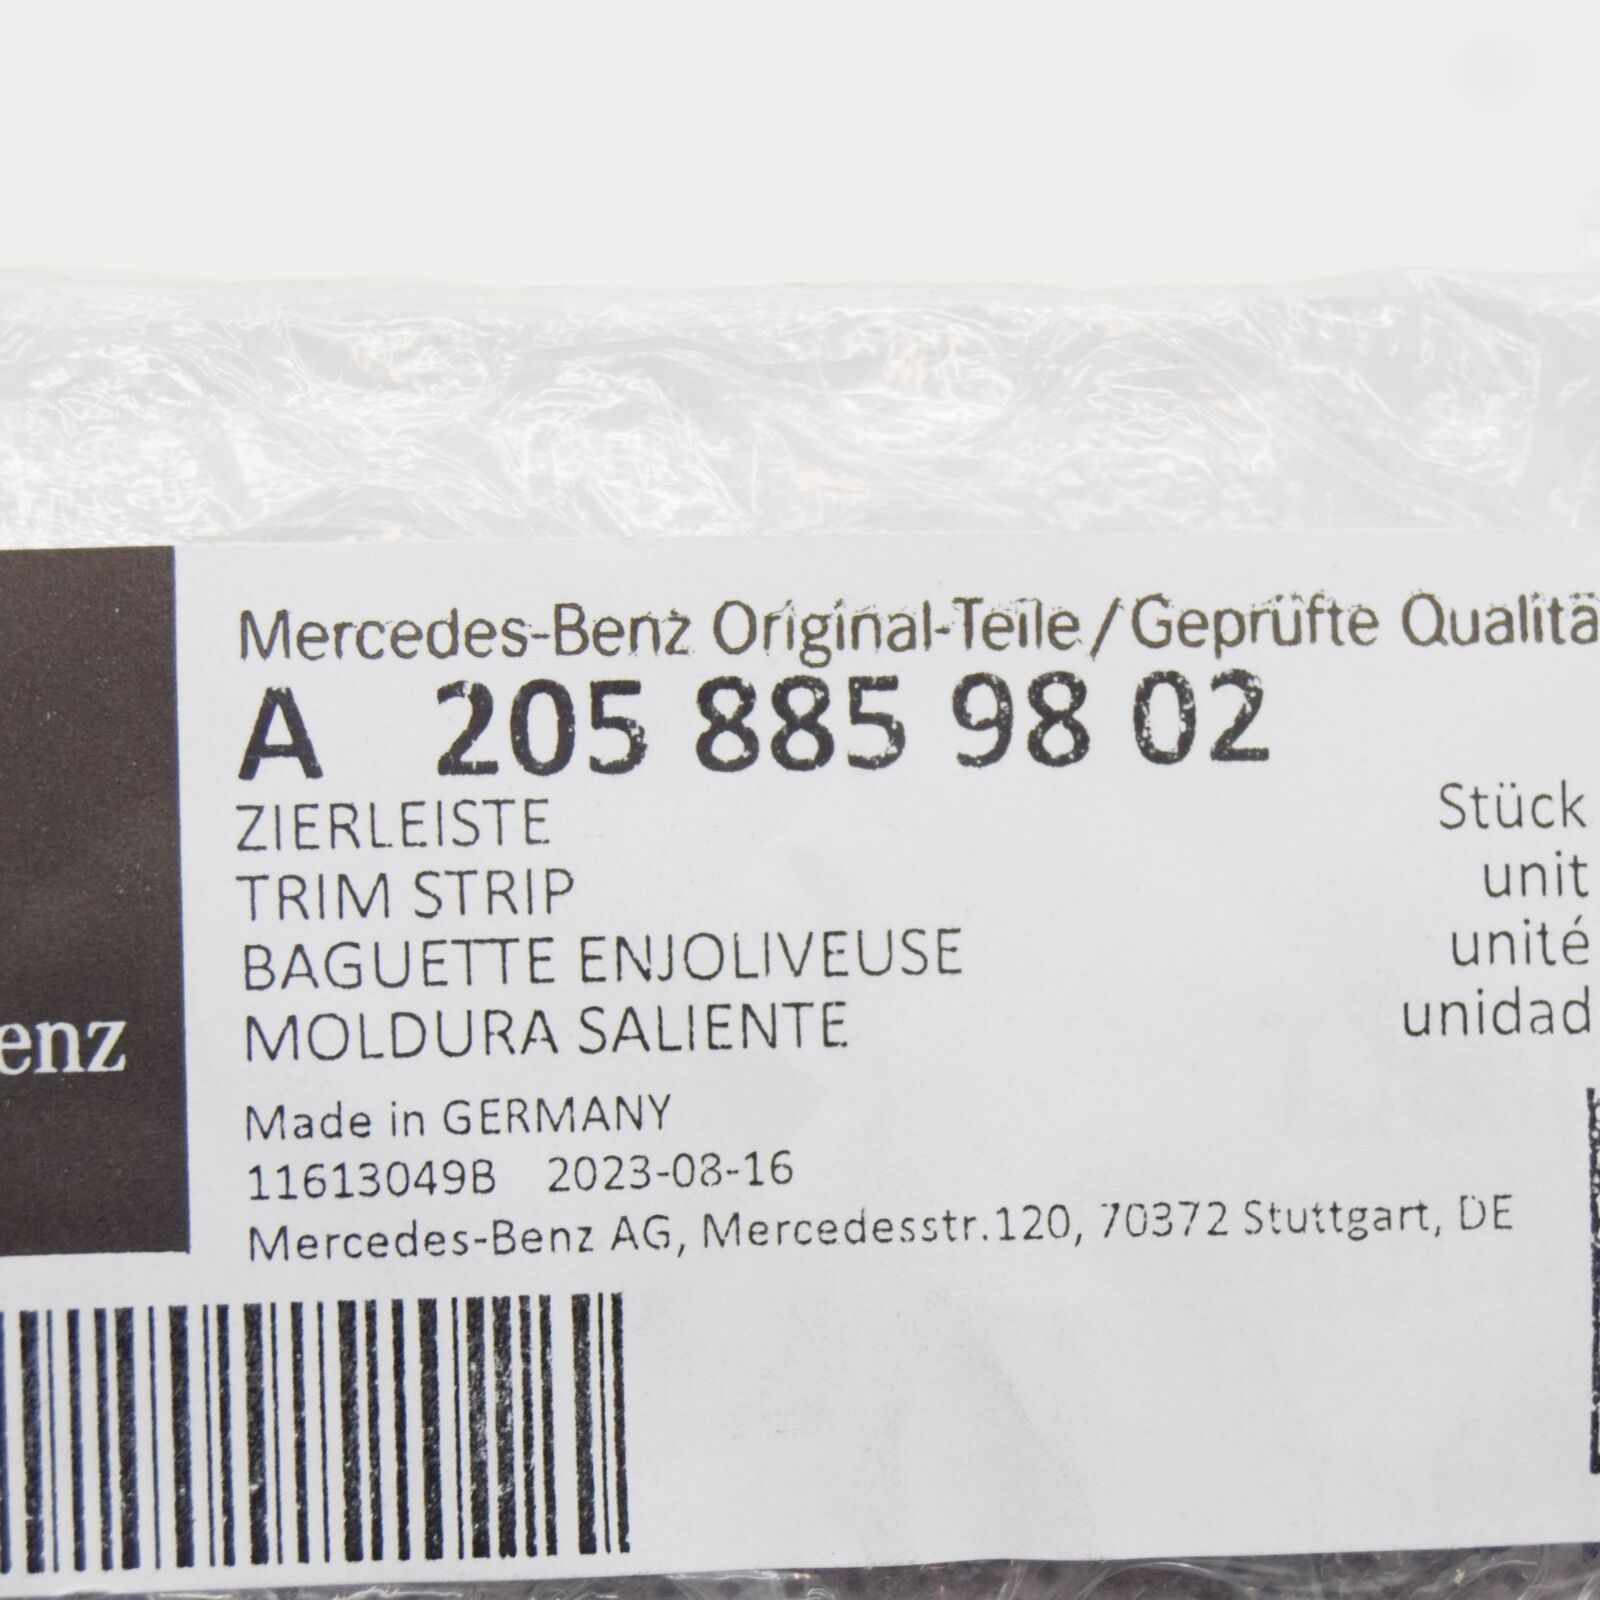 Mercedes-Benz Original-Teile/Geprüfte Qualitä
A 205 885 98 02
ZIERLEISTE
TRIM STRIP
BAGUETTE ENJOLIVEUSE
MOLDURA SALIENTE
Stück
unit
unité
unidad
enz
Made in GERMANY
11613049B 2023-08-16
Mercedes-Benz AG, Mercedesstr.120, 70372 Stuttgart, DE